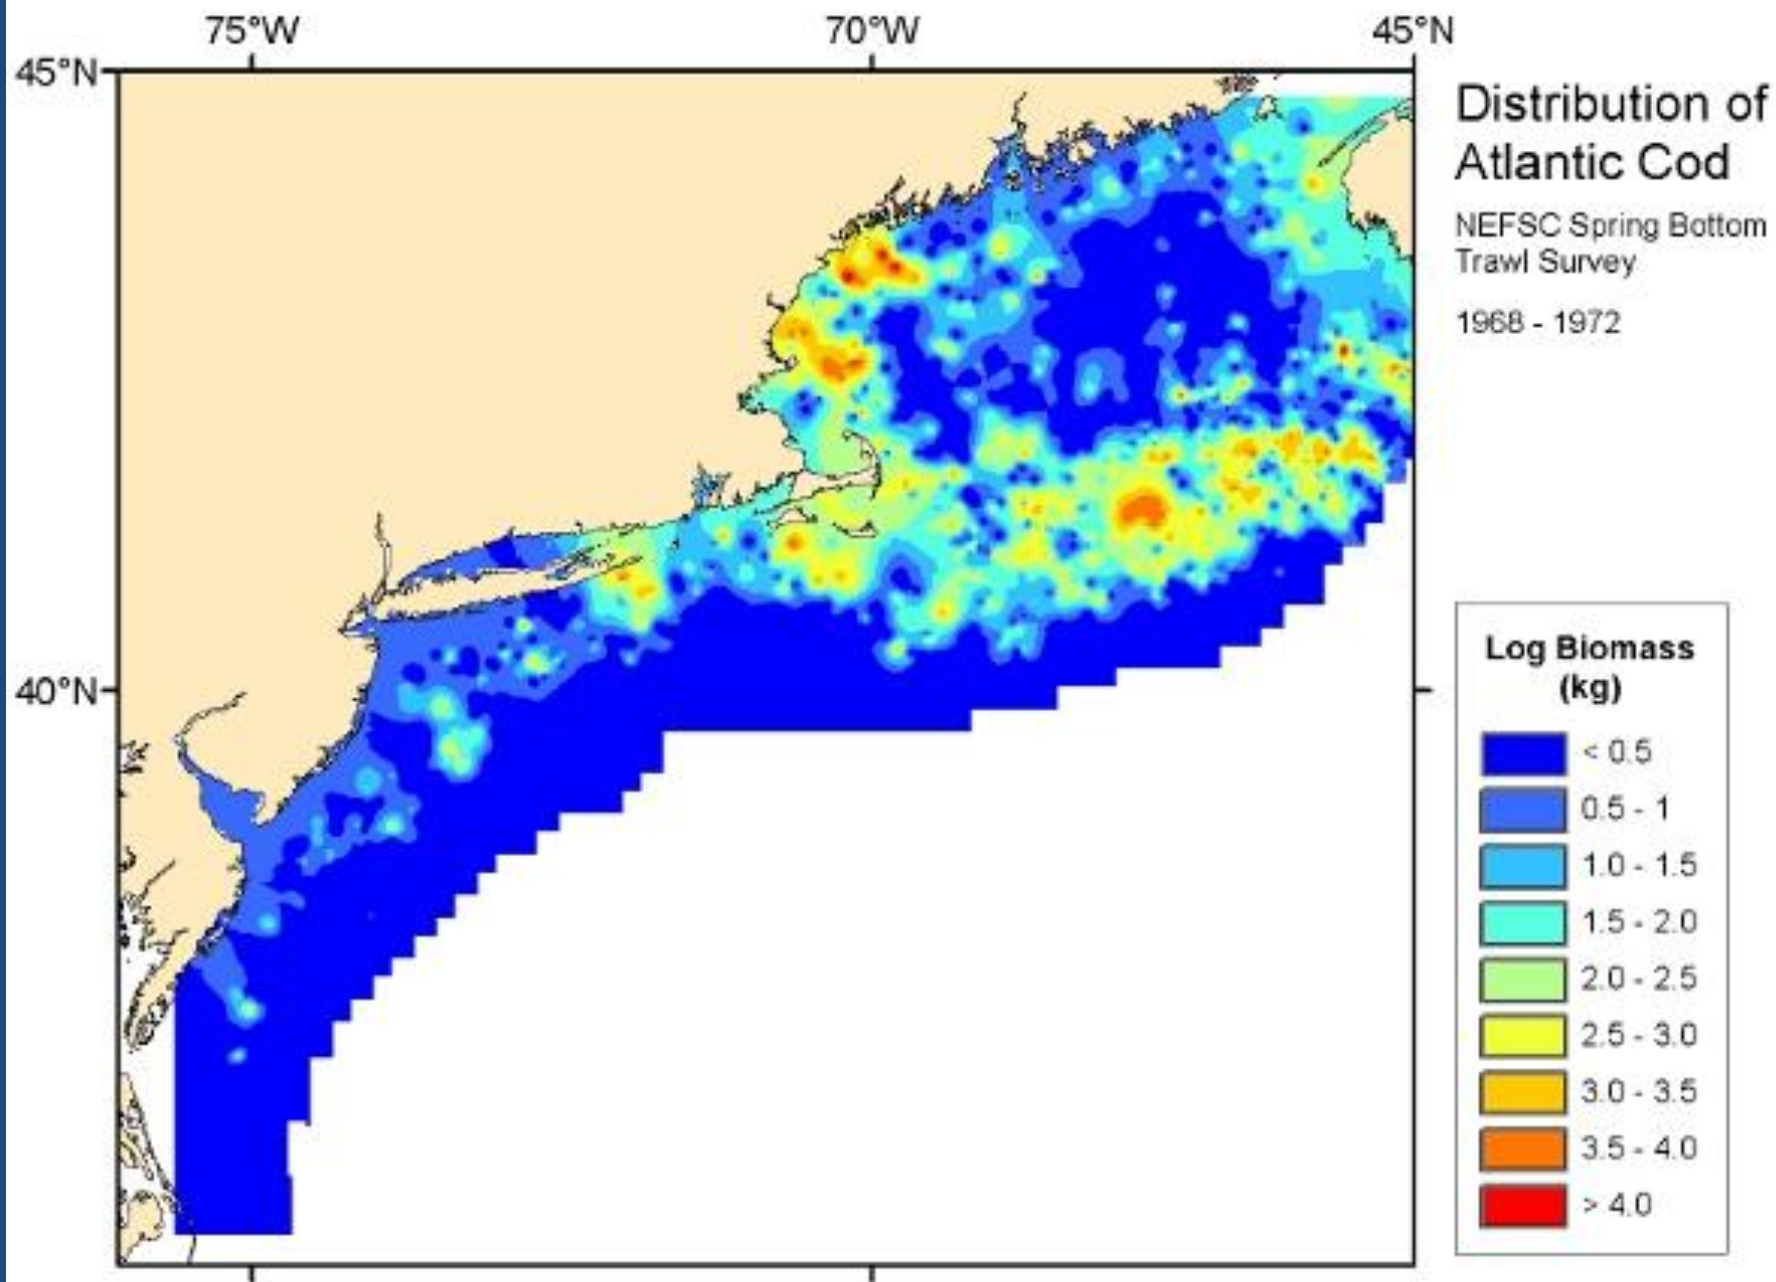 75°W 70°W 45°N
45°N
Distribution of
Atlantic Cod
NEFSC Spring Bottom
Trawl Survey
1968 - 1972
40°N
Log Biomass
(kg)
< 0.5
0.5 - 1
1.0 - 1.5
1.5 - 2.0
2.0 - 2.5
2.5 - 3.0
3.0 - 3.5
3.5 - 4.0
> 4.0